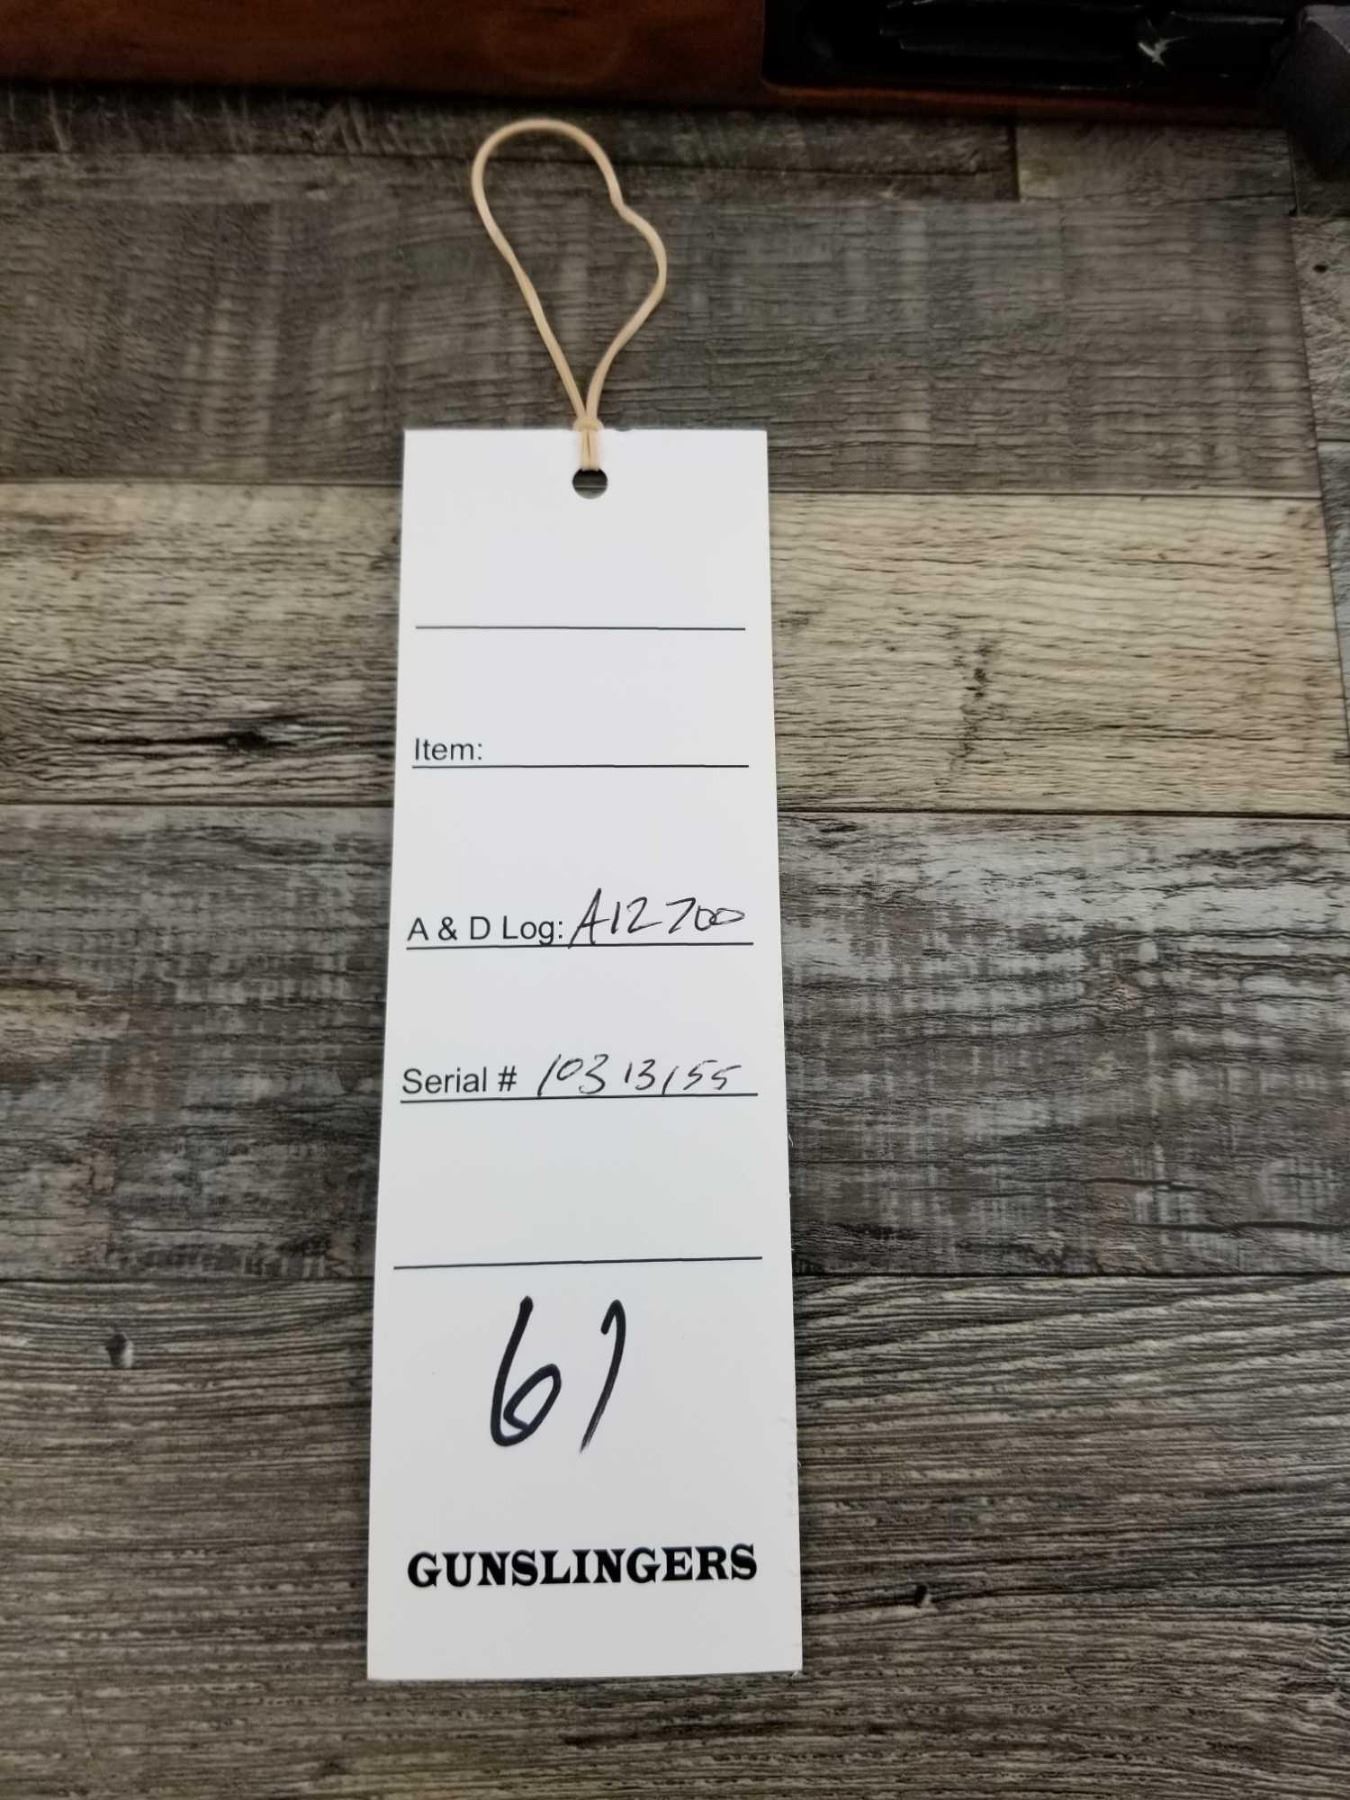 Item:
A & D Log: A12700
Serial # 10313155
61
GUNSLINGERS